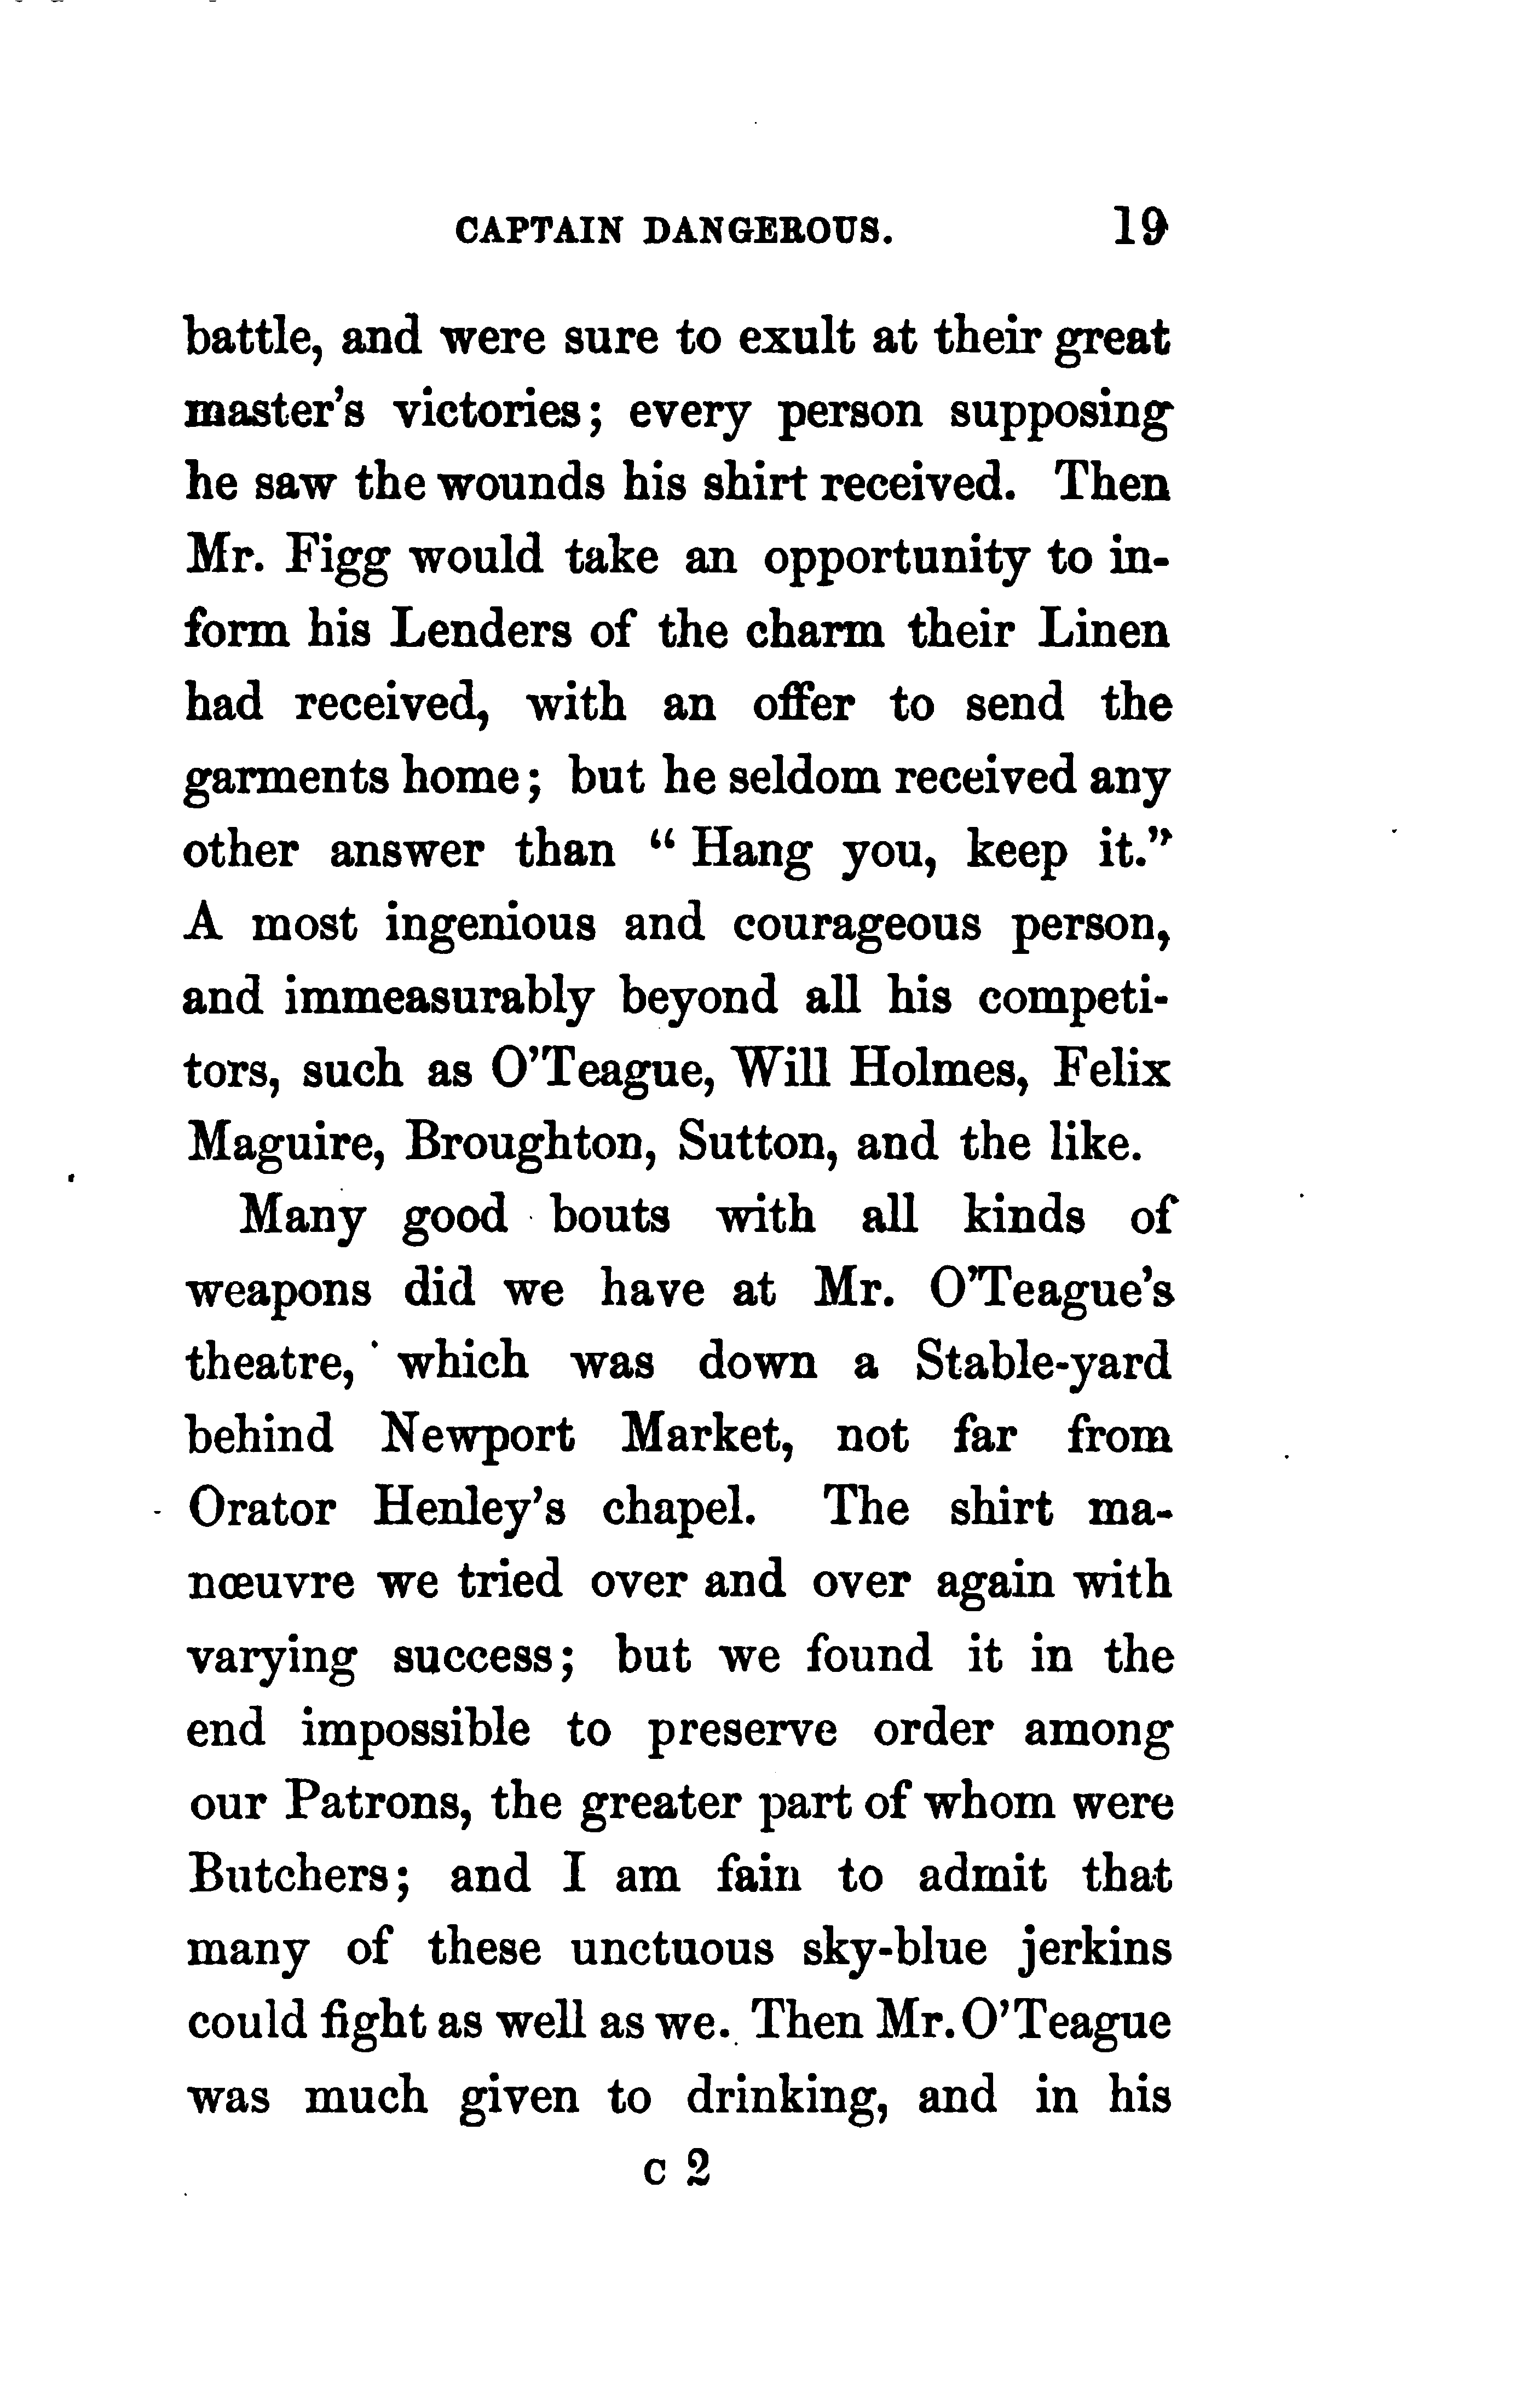 CAPTAIN DANGEROUS. 19
battle, and were sure to exult at their great
master's victories; every person supposing
he saw the wounds his shirt received. Then
Mr. Figg would take an opportunity to in-
form his Lenders of the charm their Linen
had received, with an offer to send the
garments home; but he seldom received any
other answer than “Hang you, keep it.”
A most ingenious and courageous person,
and immeasurably beyond all his competi-
tors, such as O'Teague, Will Holmes, Felix
Maguire, Broughton, Sutton, and the like.
Many good bouts with all kinds of
weapons did we have at Mr. O'Teague's
theatre, which was down a Stable-yard
behind Newport Market, not far from
Orator Henley's chapel. The shirt ma-
nœuvre we tried over and over again with
varying success; but we found it in the
end impossible to preserve order among
our Patrons, the greater part of whom were
Butchers; and I am fain to admit that
many of these unctuous sky-blue jerkins
could fight as well as we. Then Mr. O'Teague
was much given to drinking, and in his
C 2